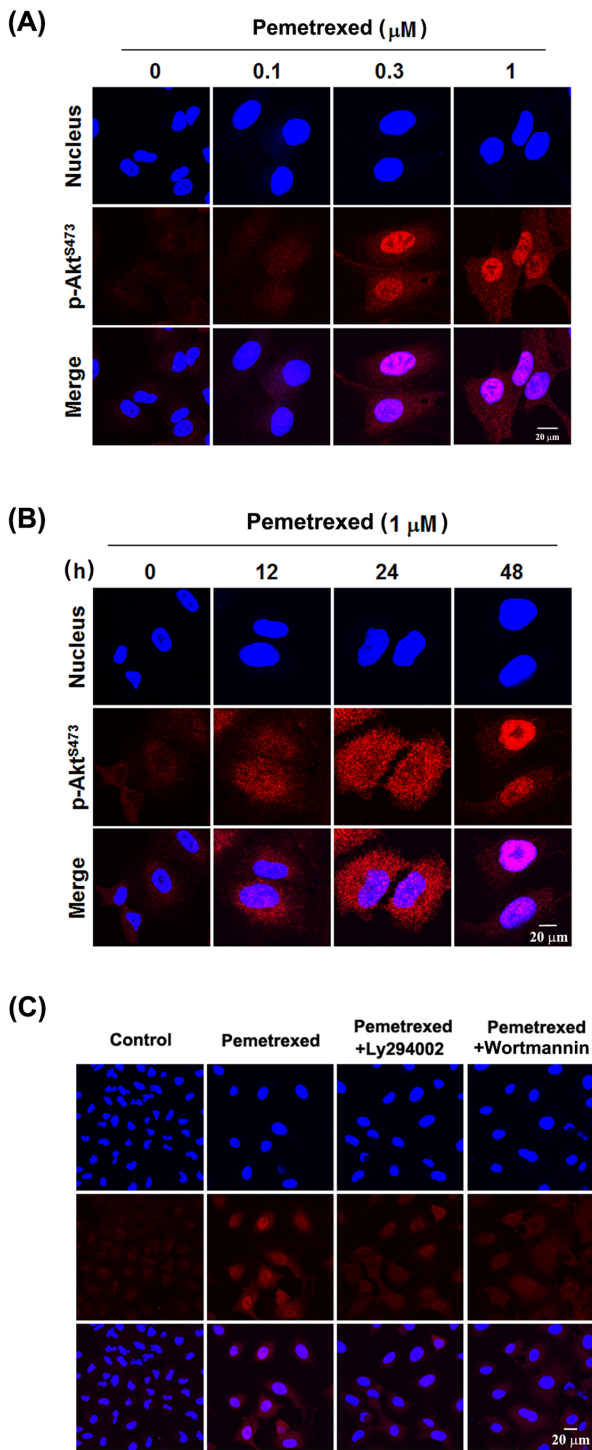 (A)
Pemetrexed (μM)
0 0.1 0.3 1
Nucleus
p-Akt^S473
Merge
20 μm
(B)
Pemetrexed (1 μM)
(h) 0 12 24 48
Nucleus
p-Akt^S473
Merge
20 μm
(C)
Control Pemetrexed Pemetrexed Pemetrexed
+Ly294002 +Wortmannin
20 μm